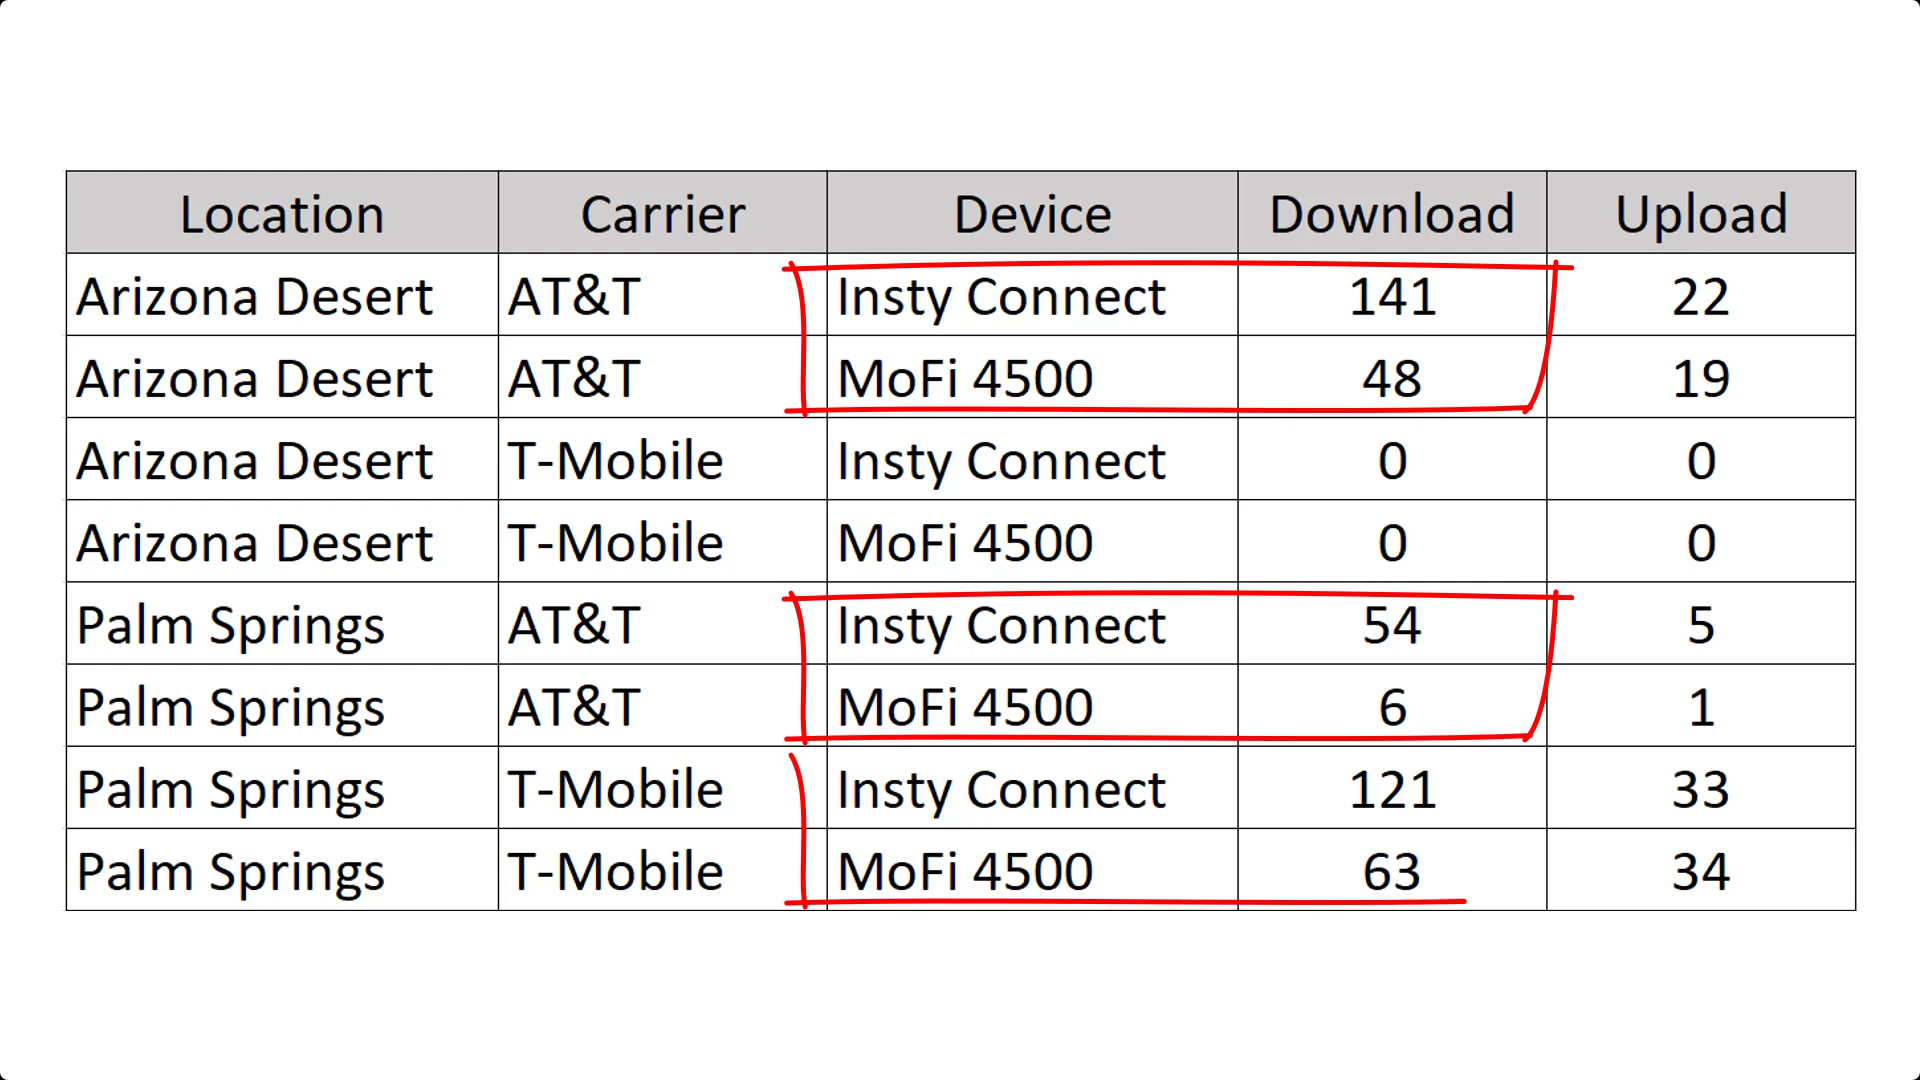 Location Carrier Device Download Upload
Arizona Desert AT&T Insty Connect 141 22
Arizona Desert AT&T MoFi 4500 48 19
Arizona Desert T-Mobile Insty Connect 0 0
Arizona Desert T-Mobile MoFi 4500 0 0
Palm Springs AT&T Insty Connect 54 5
Palm Springs AT&T MoFi 4500 6 1
Palm Springs T-Mobile Insty Connect 121 33
Palm Springs T-Mobile MoFi 4500 63 34